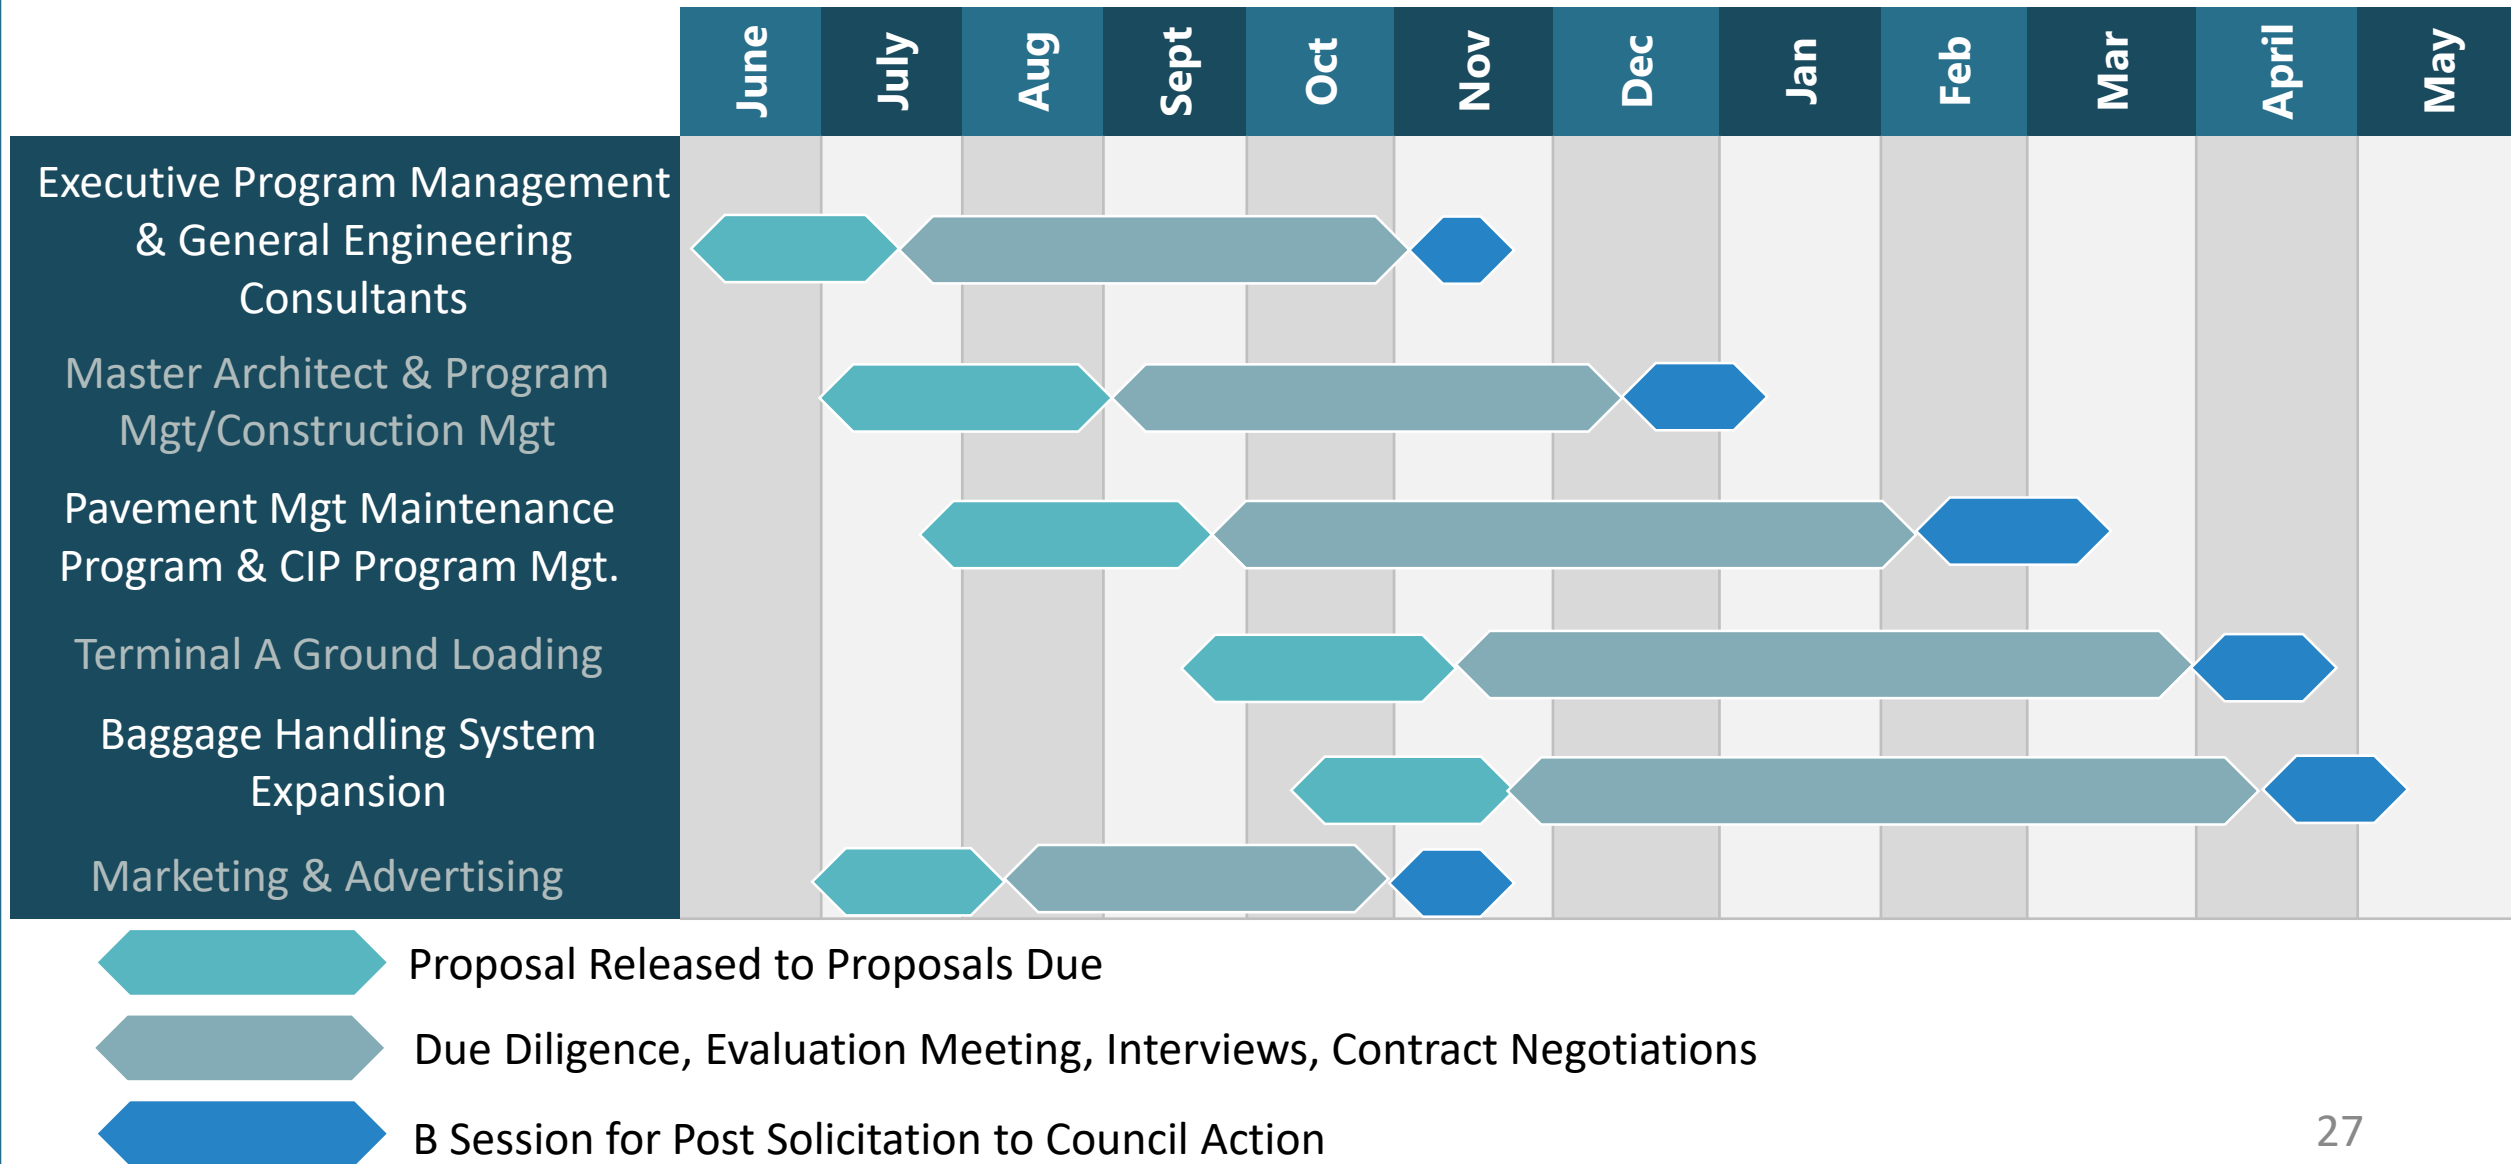 June
July
Aug
Sept
Oct
Nov
Dec
Jan
Feb
Mar
April
May
Executive Program Management
& General Engineering
Consultants
Master Architect & Program
Mgt/Construction Mgt
Pavement Mgt Maintenance
Program & CIP Program Mgt.
Terminal A Ground Loading
Baggage Handling System
Expansion
Marketing & Advertising
Proposal Released to Proposals Due
Due Diligence, Evaluation Meeting, Interviews, Contract Negotiations
B Session for Post Solicitation to Council Action
27